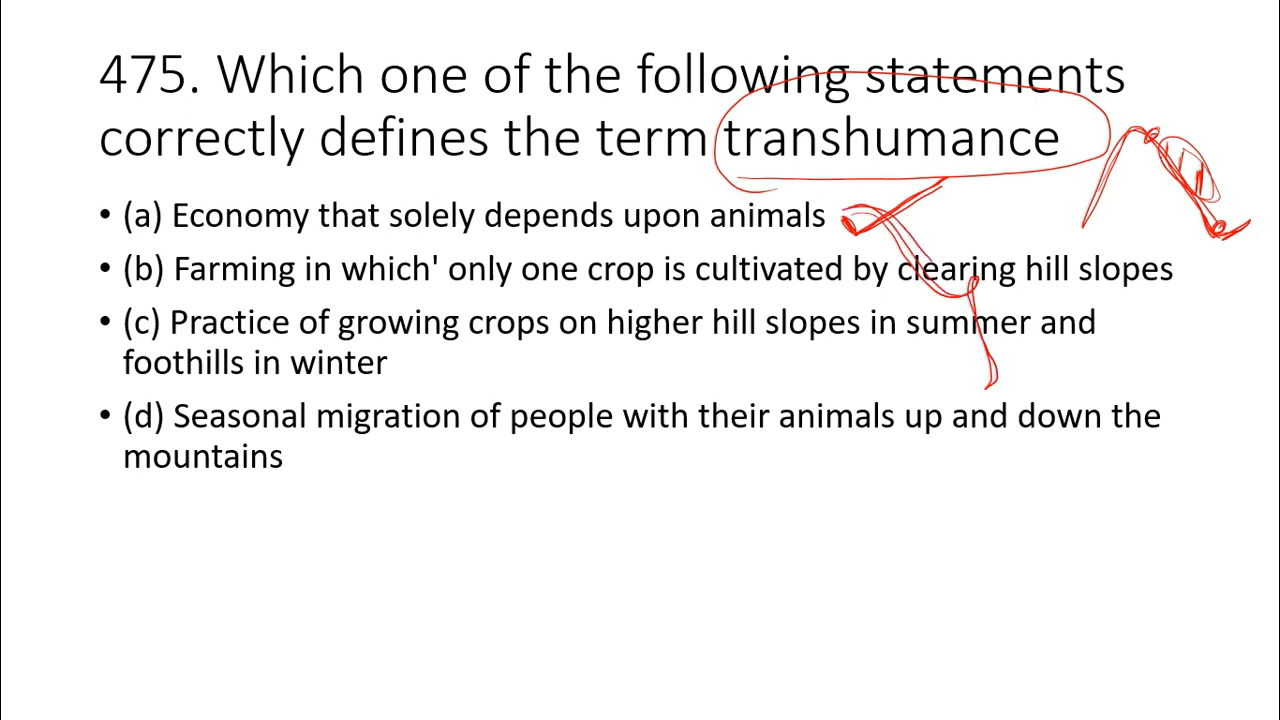 475. Which one of the following statements
correctly defines the term transhumance
• (a) Economy that solely depends upon animals
• (b) Farming in which' only one crop is cultivated by clearing hill slopes
• (c) Practice of growing crops on higher hill slopes in summer and
foothills in winter
• (d) Seasonal migration of people with their animals up and down the
mountains